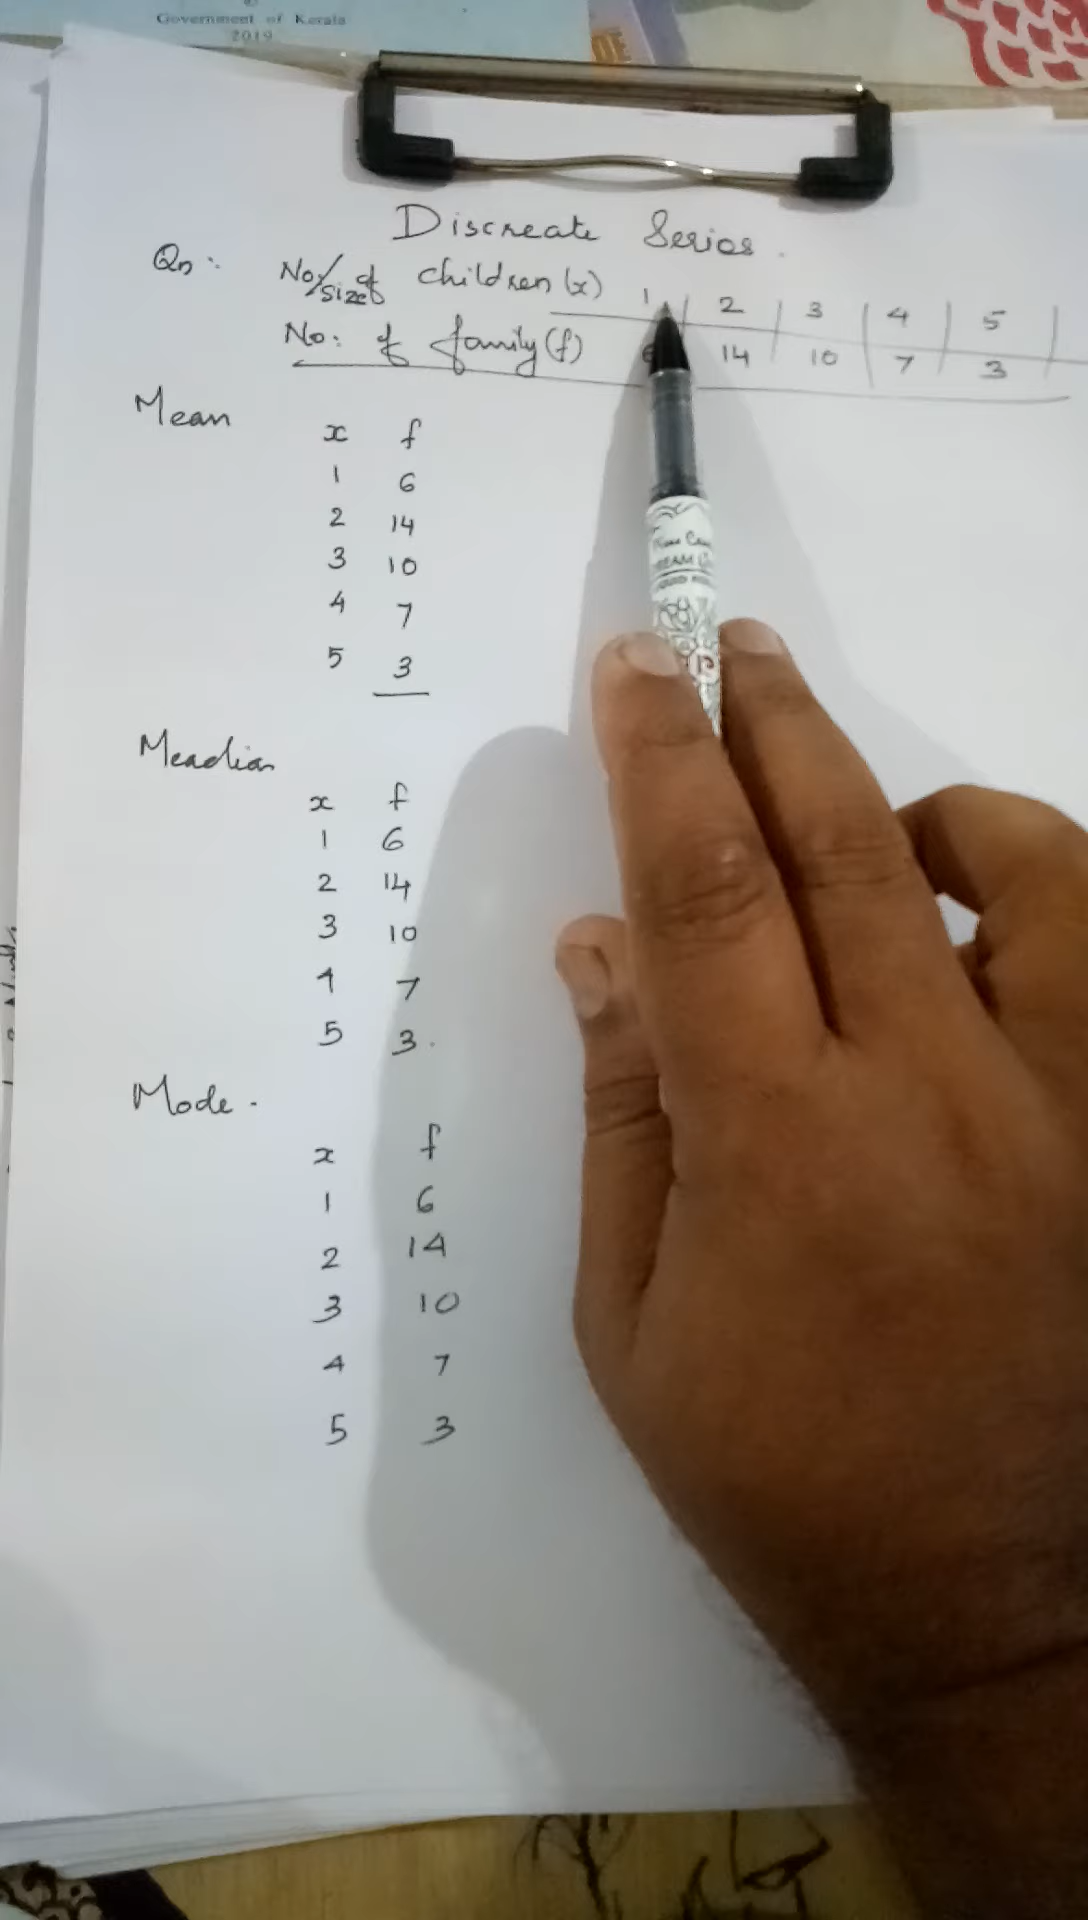 Government of Kerala
2019
Discreate Series.
Qn: No/size of children (x) 1 2 3 4 5
No: of family (f) 6 14 10 7 3
Mean
x f
1 6
2 14
3 10
4 7
5 3
Meadian
x f
1 6
2 14
3 10
4 7
5 3.
Mode.
x f
1 6
2 14
3 10
4 7
5 3